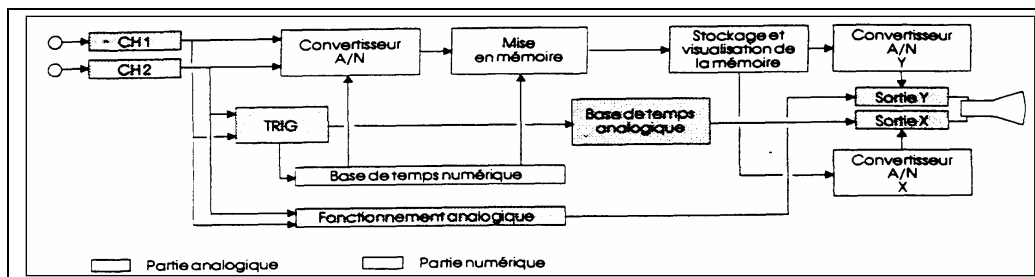 CH1
CH2
Convertisseur
A/N
Mise
en mémoire
Stockage et
visualisation de
la mémoire
Convertisseur
A/N
Y
Sortie Y
Sortie X
TRIG
Base de temps
analogique
Convertisseur
A/N
X
Base de temps numérique
Fonctionnement analogique
Partie analogique
Partie numérique